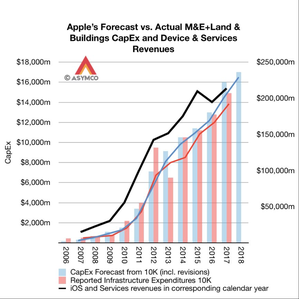 Apple's Forecast vs. Actual M&E+Land &
Buildings CapEx and Device & Services
Revenues
$18,000m
$16,000m
$14,000m
$12,000m
$10,000m
$8,000m
$6,000m
$4,000m
$2,000m
CapEx
© ASYMCO
$250,000m
$200,000m
$150,000m
$100,000m
$50,000m
2006 2007 2008 2009 2010 2011 2012 2013 2014 2015 2016 2017 2018
CapEx Forecast from 10K (incl. revisions)
Reported Infrastructure Expenditures 10K
iOS and Services revenues in corresponding calendar year